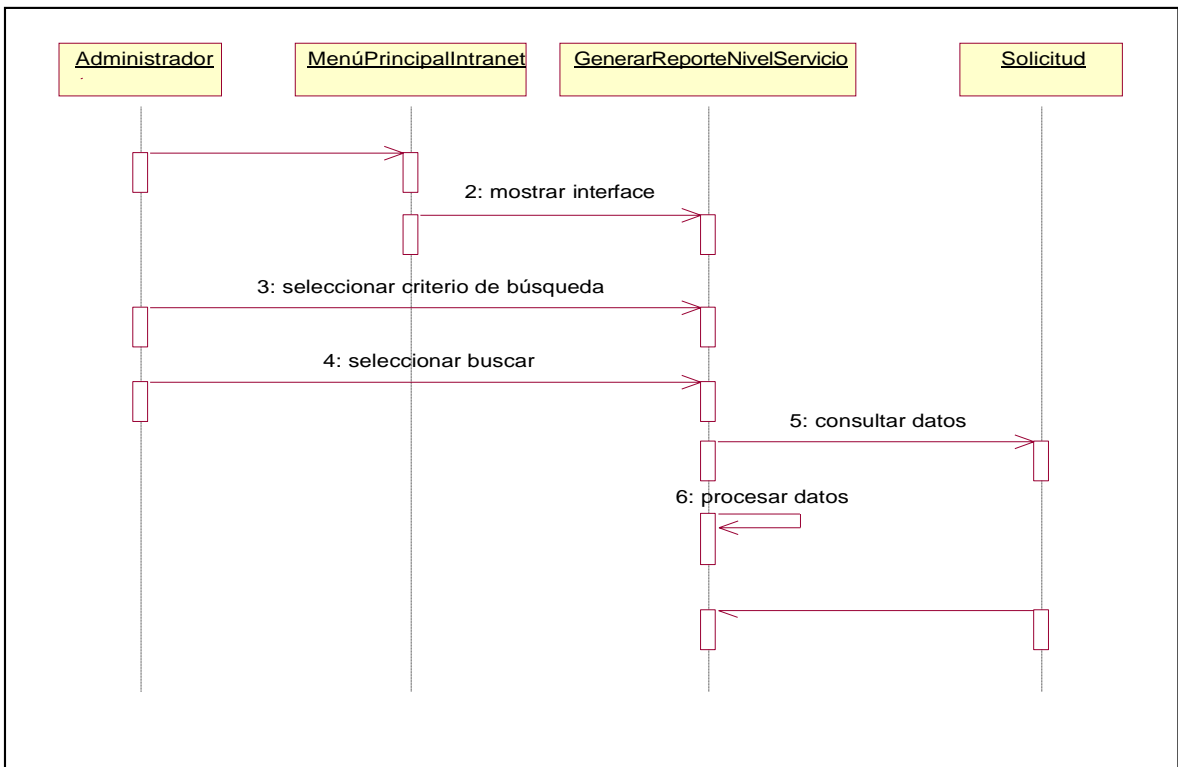 Administrador
MenúPrincipalIntranet
GenerarReporteNivelServicio
Solicitud
2: mostrar interface
3: seleccionar criterio de búsqueda
4: seleccionar buscar
5: consultar datos
6: procesar datos